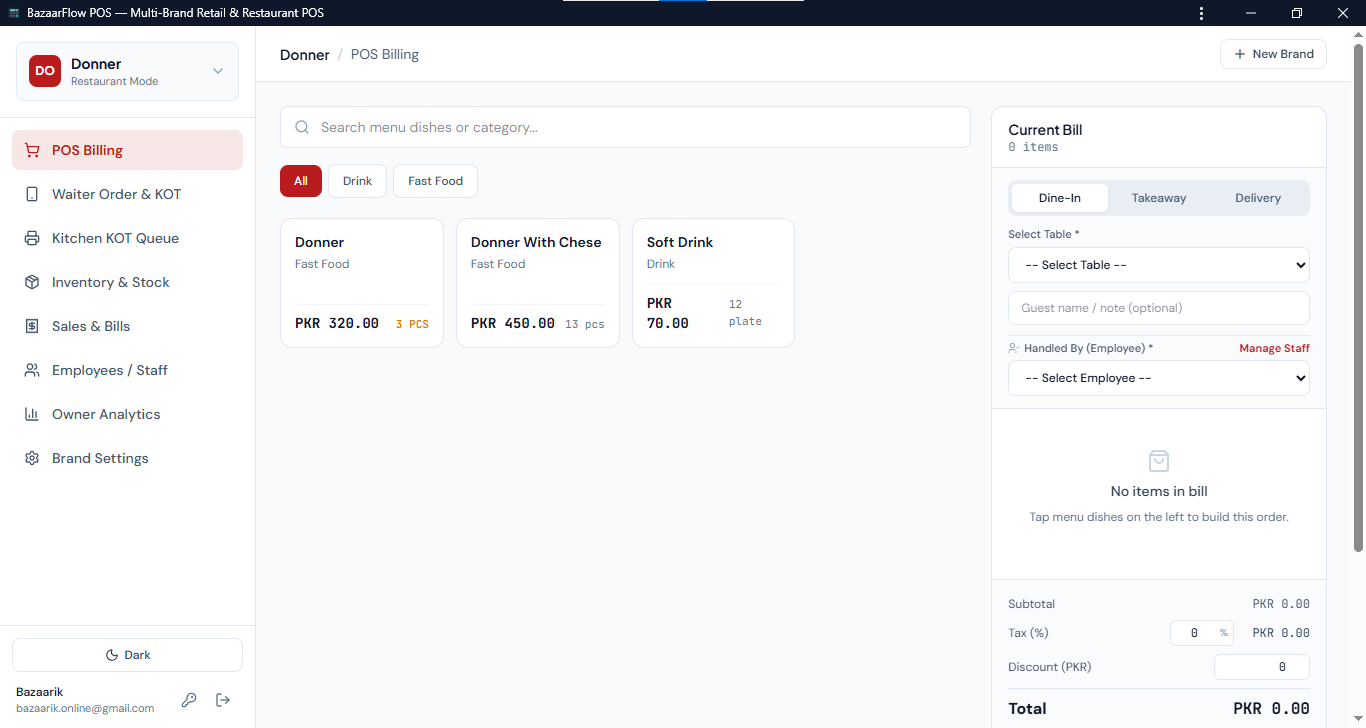 BazaarFlow POS — Multi-Brand Retail & Restaurant POS
DO
Donner
Restaurant Mode
POS Billing
Waiter Order & KOT
Kitchen KOT Queue
Inventory & Stock
Sales & Bills
Employees / Staff
Owner Analytics
Brand Settings
Dark
Bazaarik
bazaarik.online@gmail.com
Donner / POS Billing
+ New Brand
Search menu dishes or category...
All
Drink
Fast Food
Donner
Fast Food
PKR 320.00 3 PCS
Donner With Chese
Fast Food
PKR 450.00 13 pcs
Soft Drink
Drink
PKR 70.00
12 plate
Current Bill
0 items
Dine-In
Takeaway
Delivery
Select Table *
-- Select Table --
Guest name / note (optional)
Handled By (Employee) * Manage Staff
-- Select Employee --
No items in bill
Tap menu dishes on the left to build this order.
Subtotal PKR 0.00
Tax (%) 0 % PKR 0.00
Discount (PKR) 0
Total PKR 0.00